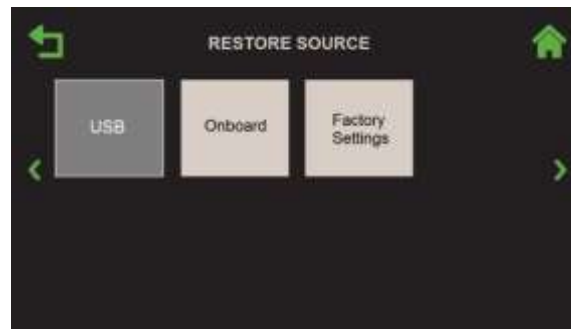 RESTORE SOURCE
USB
Onboard
Factory
Settings